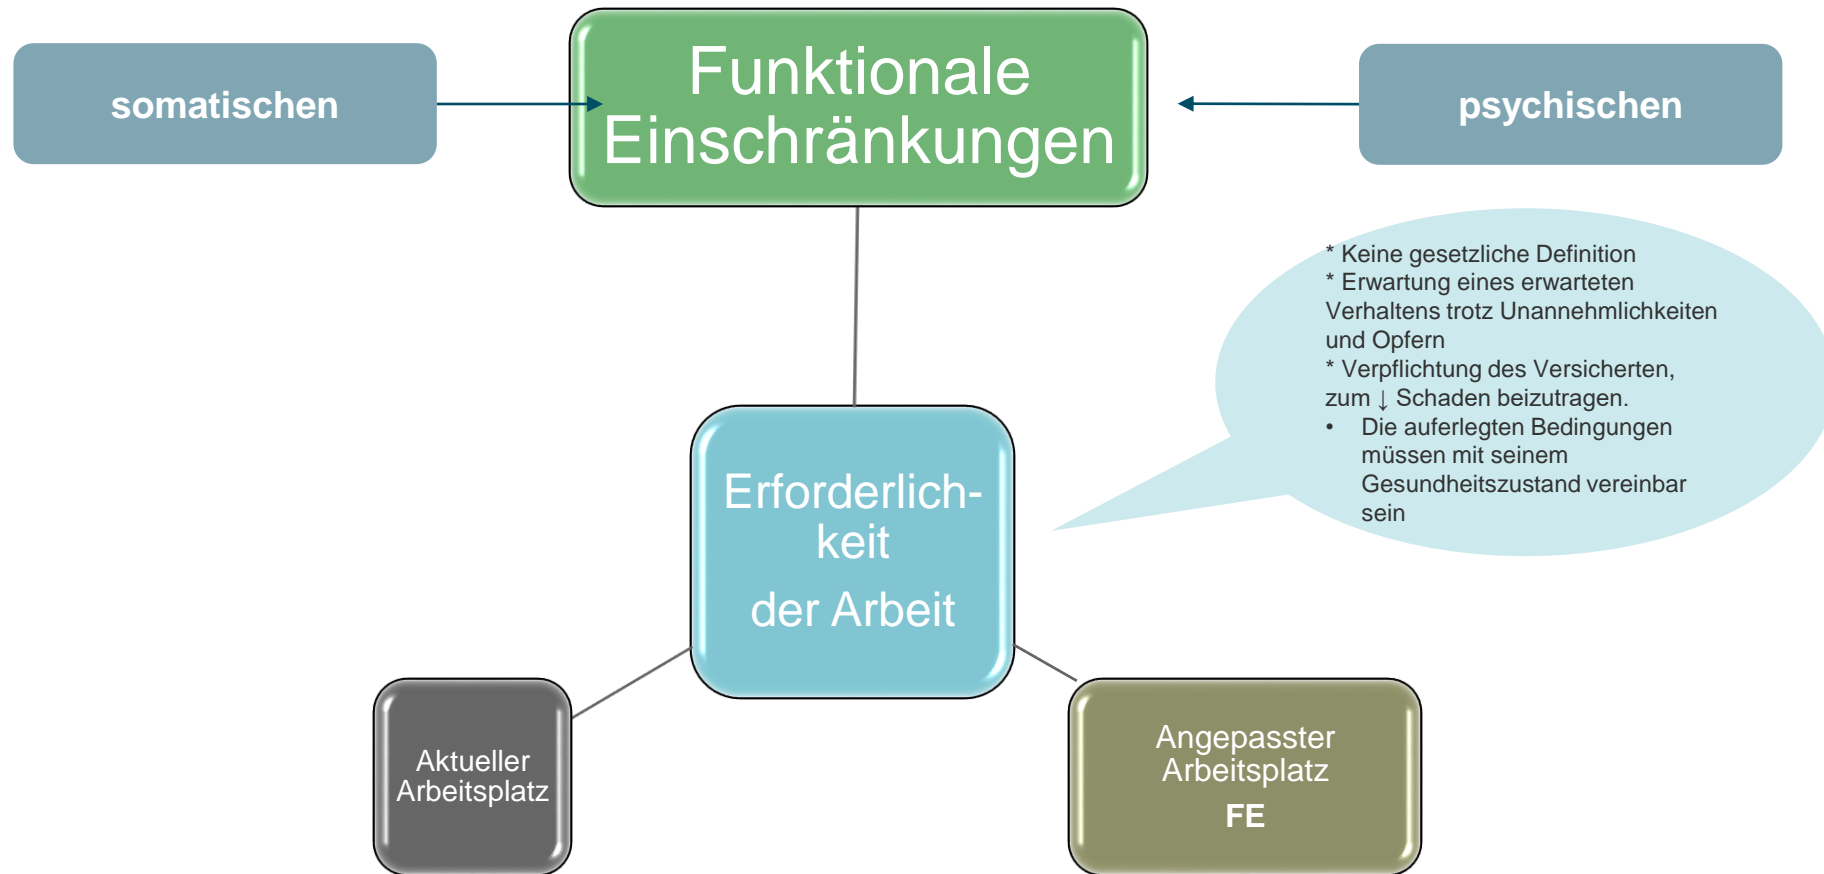 somatischen
Funktionale
Einschränkungen
psychischen
* Keine gesetzliche Definition
* Erwartung eines erwarteten
Verhaltens trotz Unannehmlichkeiten
und Opfern
* Verpflichtung des Versicherten,
zum ↓ Schaden beizutragen.
• Die auferlegten Bedingungen
müssen mit seinem
Gesundheitszustand vereinbar
sein
Erforderlich-
keit
der Arbeit
Aktueller
Arbeitsplatz
Angepasster
Arbeitsplatz
FE